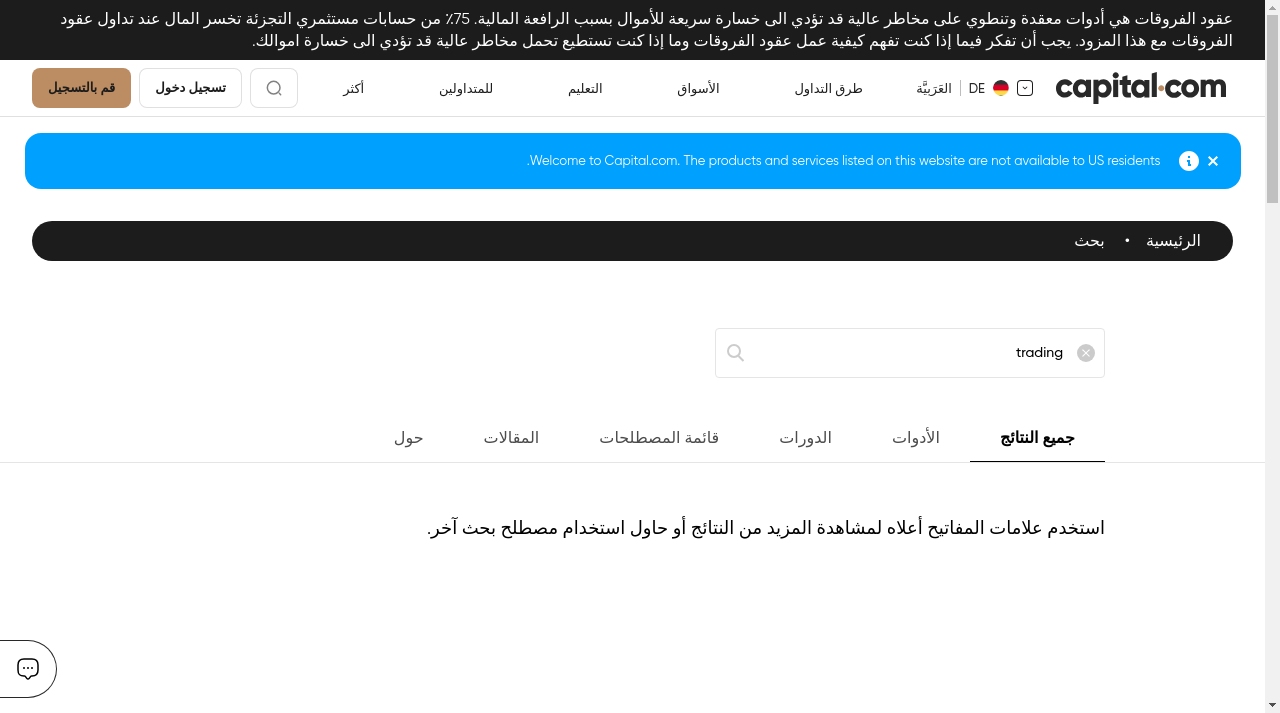 عقود الفروقات هي أدوات معقدة وتنطوي على مخاطر عالية قد تؤدي الى خسارة سريعة للأموال بسبب الرافعة المالية. 75٪ من حسابات مستثمري التجزئة تخسر المال عند تداول عقود
الفروقات مع هذا المزود. يجب أن تفكر فيما إذا كنت تفهم كيفية عمل عقود الفروقات وما إذا كنت تستطيع تحمل مخاطر عالية قد تؤدي الى خسارة اموالك.
capital.com
DE
العَرَبيَّة
طرق التداول
الأسواق
التعليم
للمتداولين
أكثر
تسجيل دخول
قم بالتسجيل
Welcome to Capital.com. The products and services listed on this website are not available to US residents.
الرئيسية • بحث
trading
جميع النتائج
الأدوات
الدورات
قائمة المصطلحات
المقالات
حول
استخدم علامات المفاتيح أعلاه لمشاهدة المزيد من النتائج أو حاول استخدام مصطلح بحث آخر.